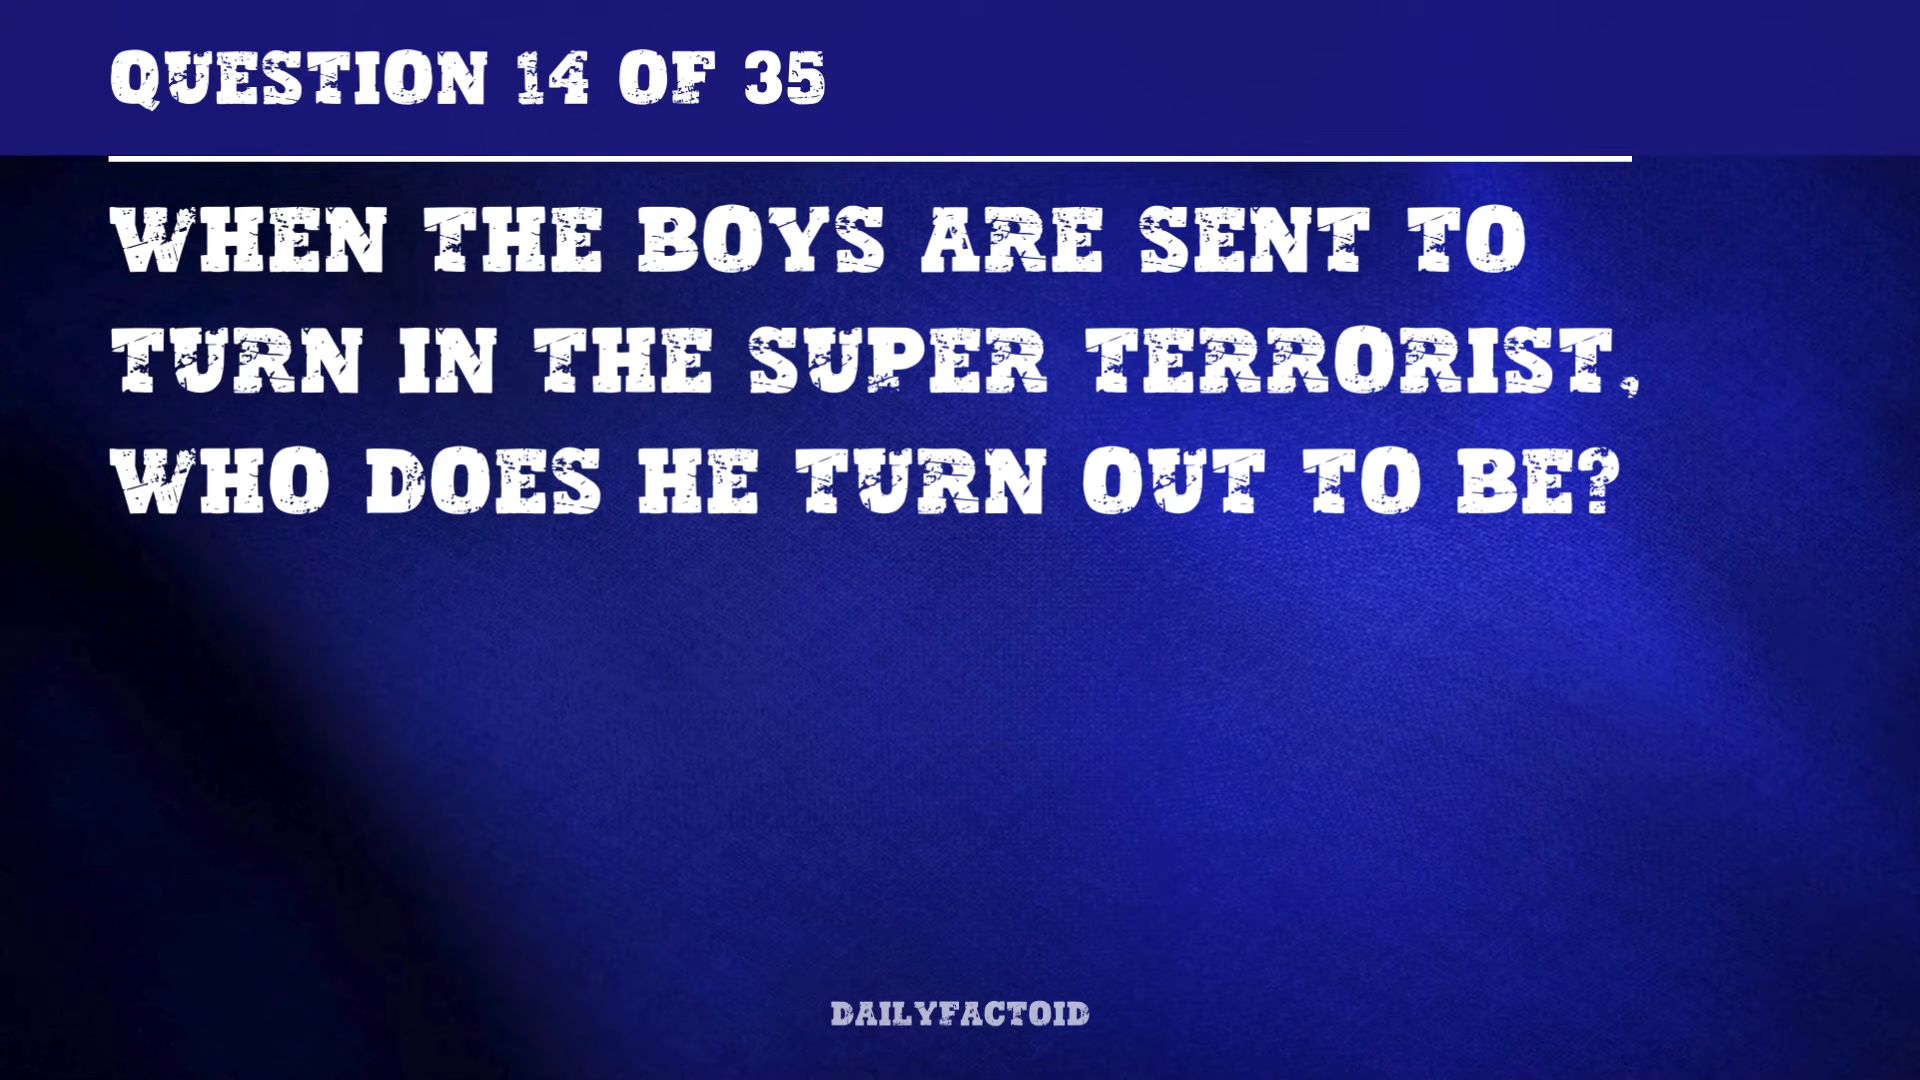 QUESTION 14 OF 35
WHEN THE BOYS ARE SENT TO
TURN IN THE SUPER TERRORIST,
WHO DOES HE TURN OUT TO BE?
DAILYFACTOID